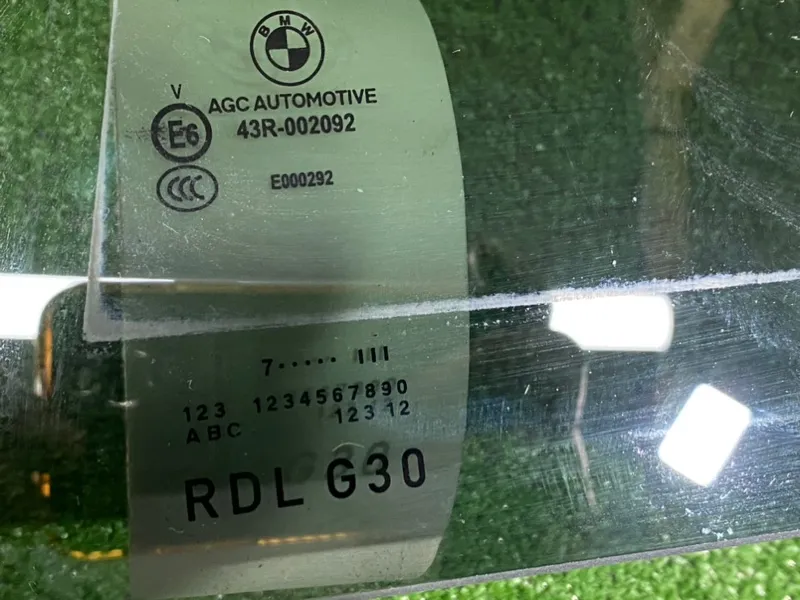 BMW
V
AGC AUTOMOTIVE
E6
43R-002092
CCC
E000292
7····· III
123 1234567890
ABC 123 12
RDL G30